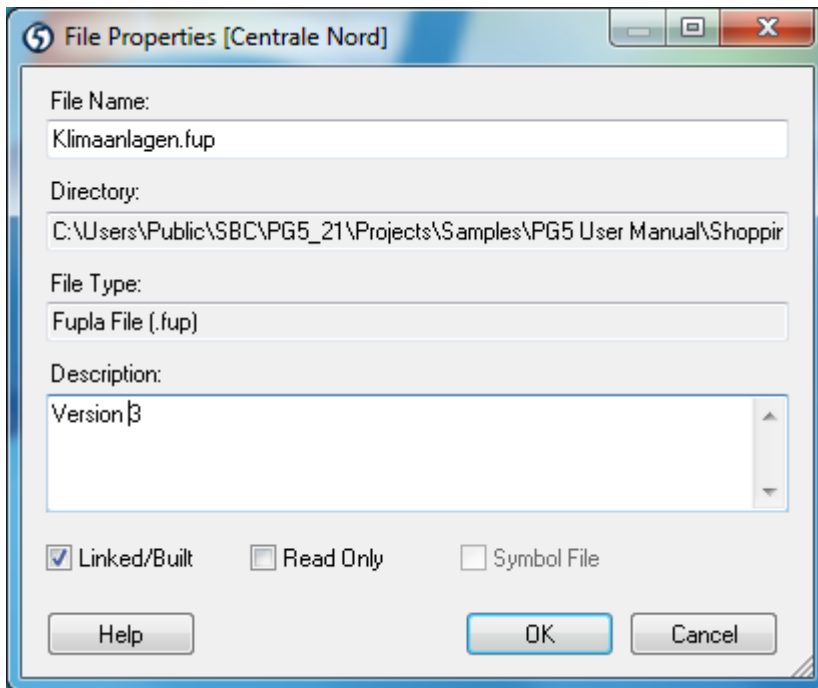 File Properties [Centrale Nord]
File Name:
Klimaanlagen.fup
Directory:
C:\Users\Public\SBC\PG5_21\Projects\Samples\PG5 User Manual\Shoppin
File Type:
Fupla File (.fup)
Description:
Version 3
Linked/Built Read Only Symbol File
Help OK Cancel